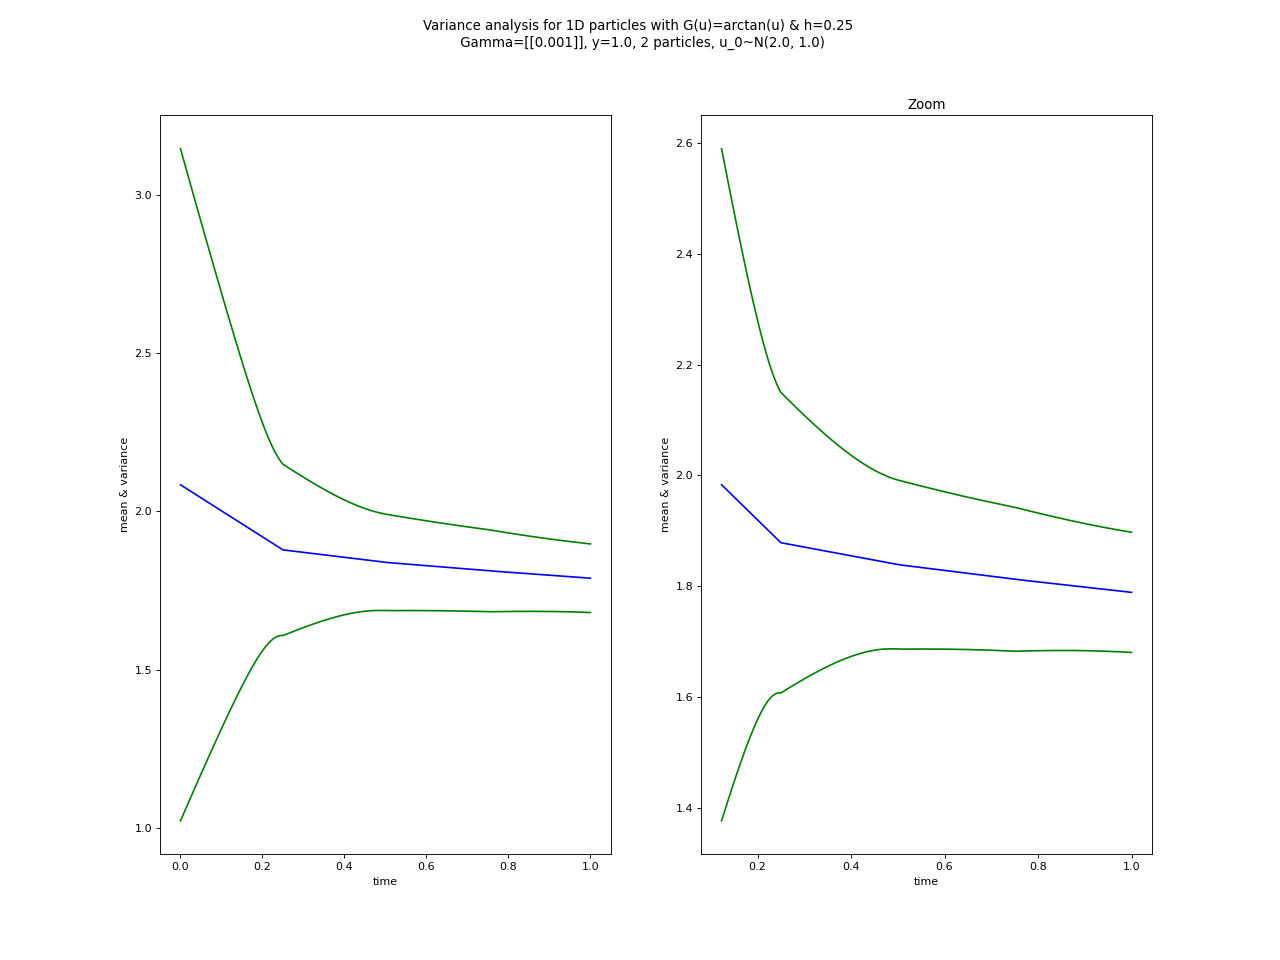 Variance analysis for 1D particles with G(u)=arctan(u) & h=0.25
Gamma=[[0.001]], y=1.0, 2 particles, u_0~N(2.0, 1.0)
mean & variance
3.0
2.5
2.0
1.5
1.0
0.0 0.2 0.4 0.6 0.8 1.0
time
Zoom
mean & variance
2.6
2.4
2.2
2.0
1.8
1.6
1.4
0.2 0.4 0.6 0.8 1.0
time